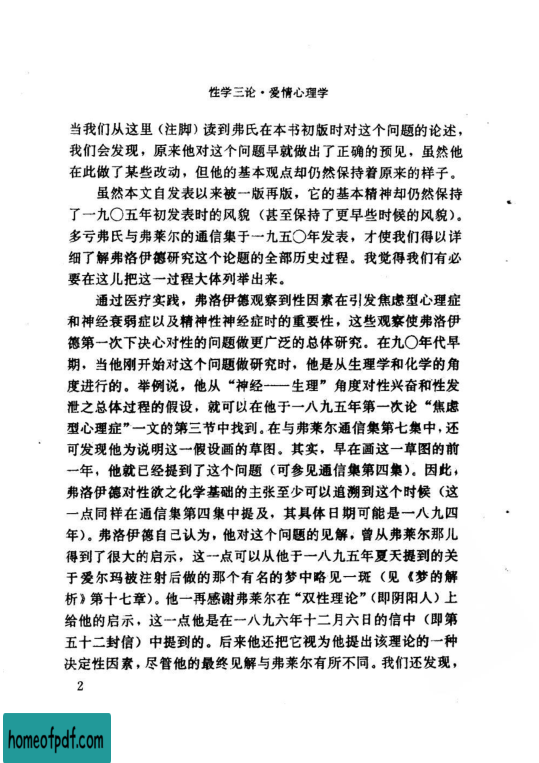 性学三论·爱情心理学
当我们从这里（注脚）读到弗氏在本书初版时对这个问题的论述，
我们会发现，原来他对这个问题早就做出了正确的预见，虽然他
在此做了某些改动，但他的基本观点却仍然保持着原来的样子。
虽然本文自发表以来被一版再版，它的基本精神却仍然保持
了一九〇五年初发表时的风貌（甚至保持了更早些时候的风貌）。
多亏弗氏与弗莱尔的通信集于一九五〇年发表，才使我们得以详
细了解弗洛伊德研究这个论题的全部历史过程。我觉得我们有必
要在这儿把这一过程大体列举出来。
通过医疗实践，弗洛伊德观察到性因素在引发焦虑型心理症
和神经衰弱症以及精神性神经症时的重要性，这些观察使弗洛伊
德第一次下决心对性的问题做更广泛的总体研究。在九〇年代早
期，当他刚开始对这个问题做研究时，他是从生理学和化学的角
度进行的。举例说，他从“神经——生理”角度对性兴奋和性发
泄之总体过程的假设，就可以在他于一八九五年第一次论“焦虑
型心理症”一文的第三节中找到。在与弗莱尔通信集第七集中，还
可发现他为说明这一假设画的草图。其实，早在画这一草图的前
一年，他就已经提到了这个问题（可参见通信集第四集）。因此，
弗洛伊德对性欲之化学基础的主张至少可以追溯到这个时候（这
一点同样在通信集第四集中提及，其具体日期可能是一八九四
年）。弗洛伊德自己认为，他对这个问题的见解，曾从弗莱尔那儿
得到了很大的启示，这一点可以从他于一八九五年夏天提到的关
于爱尔玛被注射后做的那个有名的梦中略见一斑（见《梦的解
析》第十七章）。他一再感谢弗莱尔在“双性理论”（即阴阳人）上
给他的启示，这一点他是在一八九六年十二月六日的信中（即第
五十二封信）中提到的。后来他还把它视为他提出该理论的一种
决定性因素，尽管他的最终见解与弗莱尔有所不同。我们还发现，
2
homeofpdf.com